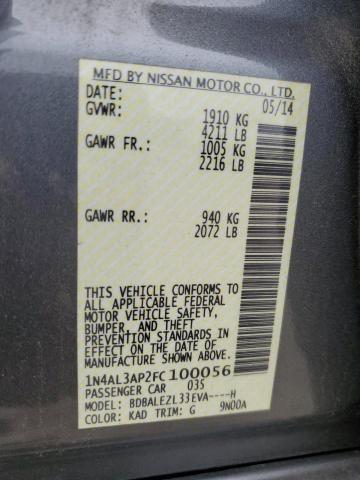 MFD BY NISSAN MOTOR CO., LTD.
DATE: 05/14
GVWR: 1910 KG
4211 LB
GAWR FR.: 1005 KG
2216 LB
GAWR RR.: 940 KG
2072 LB
THIS VEHICLE CONFORMS TO
ALL APPLICABLE FEDERAL
MOTOR VEHICLE SAFETY,
BUMPER, AND THEFT
PREVENTION STANDARDS IN
EFFECT ON THE DATE OF
MANUFACTURE SHOWN ABOVE.
1N4AL3AP2FC100056
PASSENGER CAR 035
MODEL: BDBALEZL33EVA----H
COLOR: KAD TRIM: G 9N00A